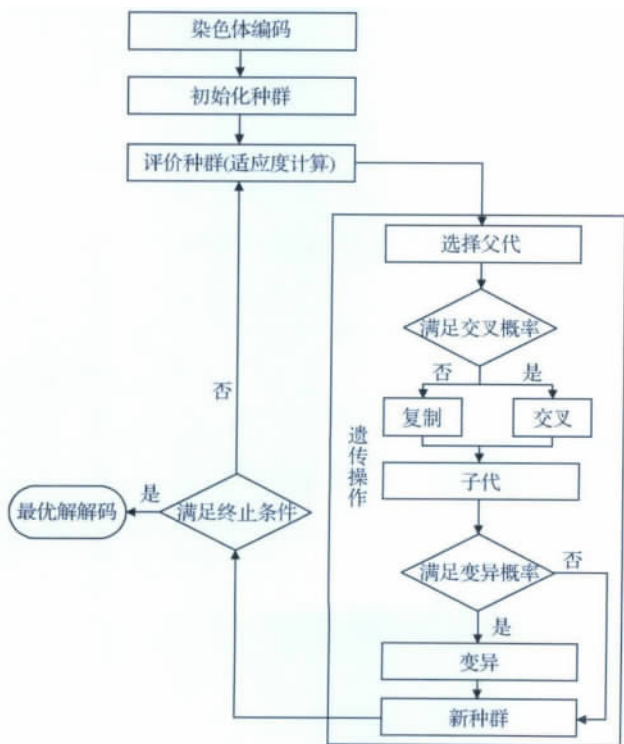 染色体编码
初始化种群
评价种群(适应度计算)
选择父代
满足交叉概率
否
是
复制
交叉
遗传操作
子代
否
是
最优解解码
满足终止条件
满足变异概率
否
是
变异
新种群